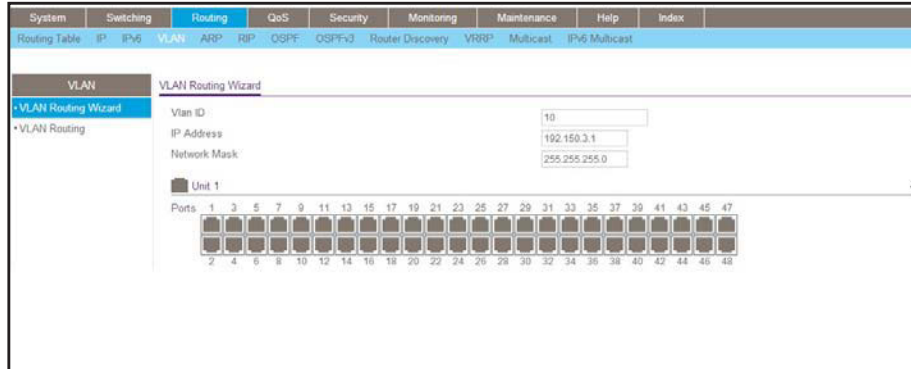 System Switching Routing QoS Security Monitoring Maintenance Help Index
Routing Table IP IPv6 VLAN ARP RIP OSPF OSPFv3 Router Discovery VRRP Multicast IPv6 Multicast
VLAN
• VLAN Routing Wizard
• VLAN Routing
VLAN Routing Wizard
Vlan ID 10
IP Address 192.150.3.1
Network Mask 255.255.255.0
Unit 1
Ports 1 3 5 7 9 11 13 15 17 19 21 23 25 27 29 31 33 35 37 39 41 43 45 47
2 4 6 8 10 12 14 16 18 20 22 24 26 28 30 32 34 36 38 40 42 44 46 48